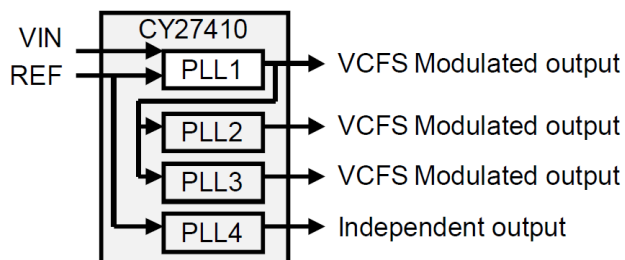 CY27410
VIN
REF
PLL1
VCFS Modulated output
PLL2
VCFS Modulated output
PLL3
VCFS Modulated output
PLL4
Independent output